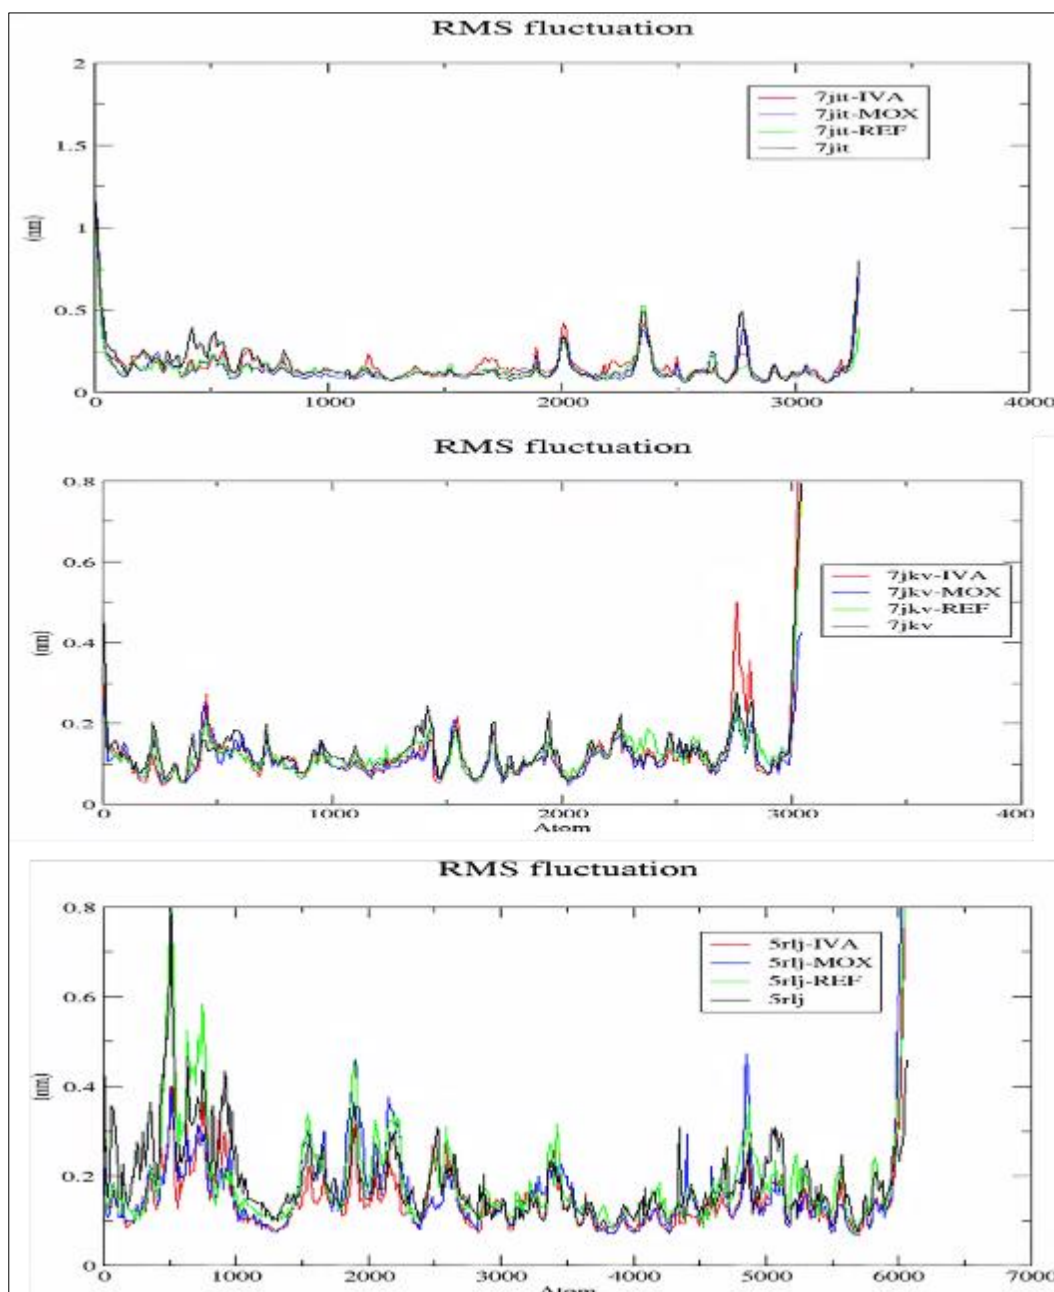 RMS fluctuation
2
1.5
1
0.5
0
(nm)
7jit-IVA
7jit-MOX
7jit-REF
7jit
0 1000 2000 3000 4000
RMS fluctuation
0.8
0.6
0.4
0.2
0
(nm)
7jkv-IVA
7jkv-MOX
7jkv-REF
7jkv
0 1000 2000 3000 400
Atom
RMS fluctuation
0.8
0.6
0.4
0.2
0
(nm)
5rlj-IVA
5rlj-MOX
5rlj-REF
5rlj
0 1000 2000 3000 4000 5000 6000 7000
Atom